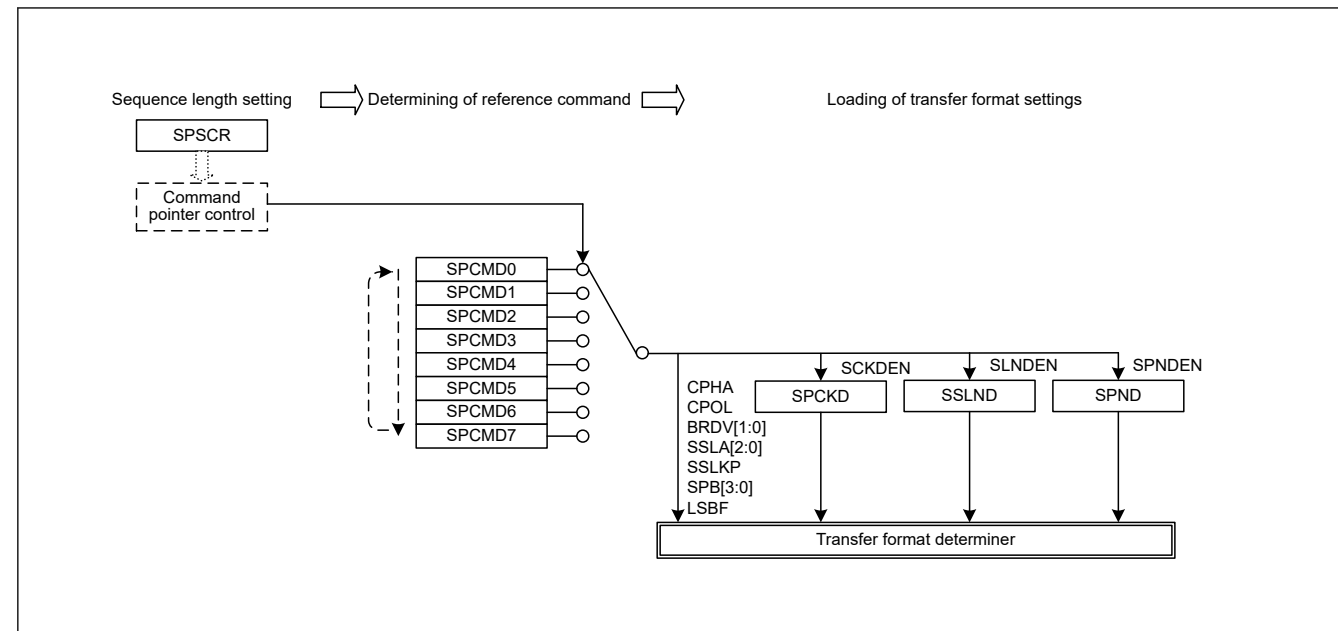 Sequence length setting
Determining of reference command
Loading of transfer format settings
SPSCR
Command
pointer control
SPCMD0
SPCMD1
SPCMD2
SPCMD3
SPCMD4
SPCMD5
SPCMD6
SPCMD7
SCKDEN
SLNDEN
SPNDEN
CPHA
CPOL
BRDV[1:0]
SSLA[2:0]
SSLKP
SPB[3:0]
LSBF
SPCKD
SSLND
SPND
Transfer format determiner